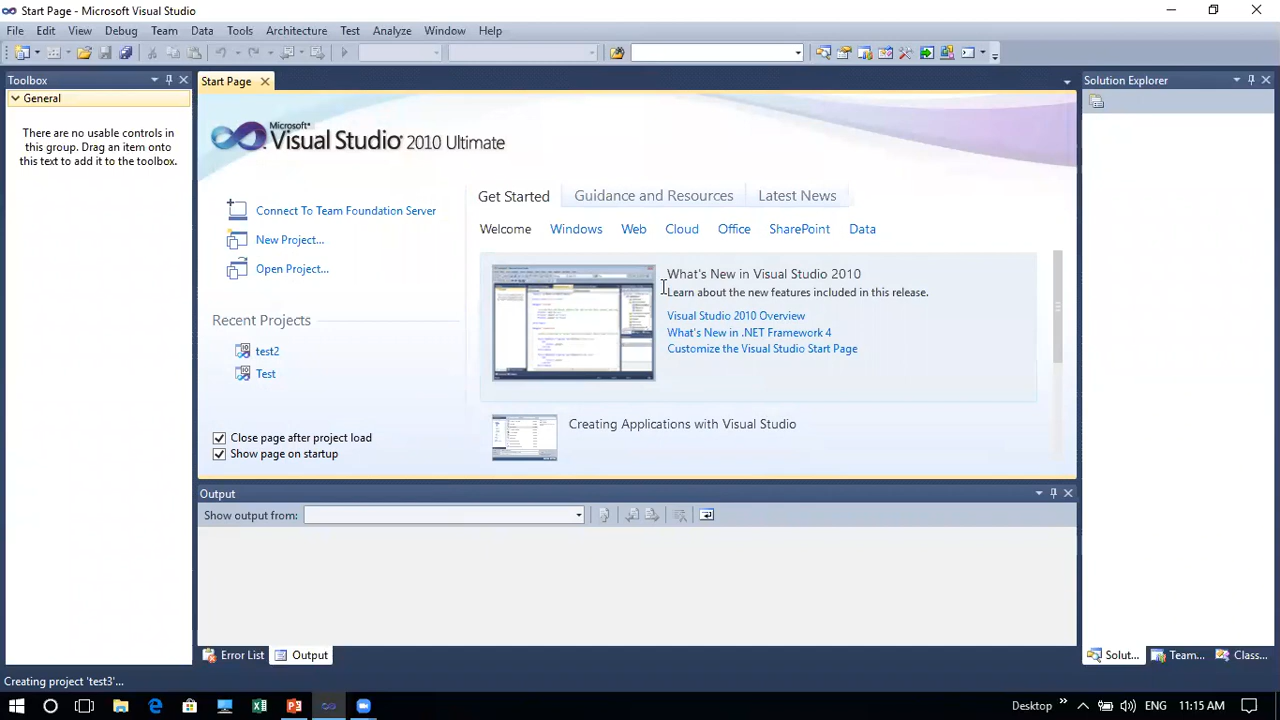 Start Page - Microsoft Visual Studio
File Edit View Debug Team Data Tools Architecture Test Analyze Window Help
Toolbox
General
There are no usable controls in
this group. Drag an item onto
this text to add it to the toolbox.
Start Page
Microsoft®
Visual Studio® 2010 Ultimate
Connect To Team Foundation Server
New Project...
Open Project...
Recent Projects
test2
Test
Close page after project load
Show page on startup
Get Started Guidance and Resources Latest News
Welcome Windows Web Cloud Office SharePoint Data
What's New in Visual Studio 2010
Learn about the new features included in this release.
Visual Studio 2010 Overview
What's New in .NET Framework 4
Customize the Visual Studio Start Page
Creating Applications with Visual Studio
Output
Show output from:
Error List Output
Solution Explorer
Solut... Team... Class...
Creating project 'test3'...
Desktop ENG 11:15 AM